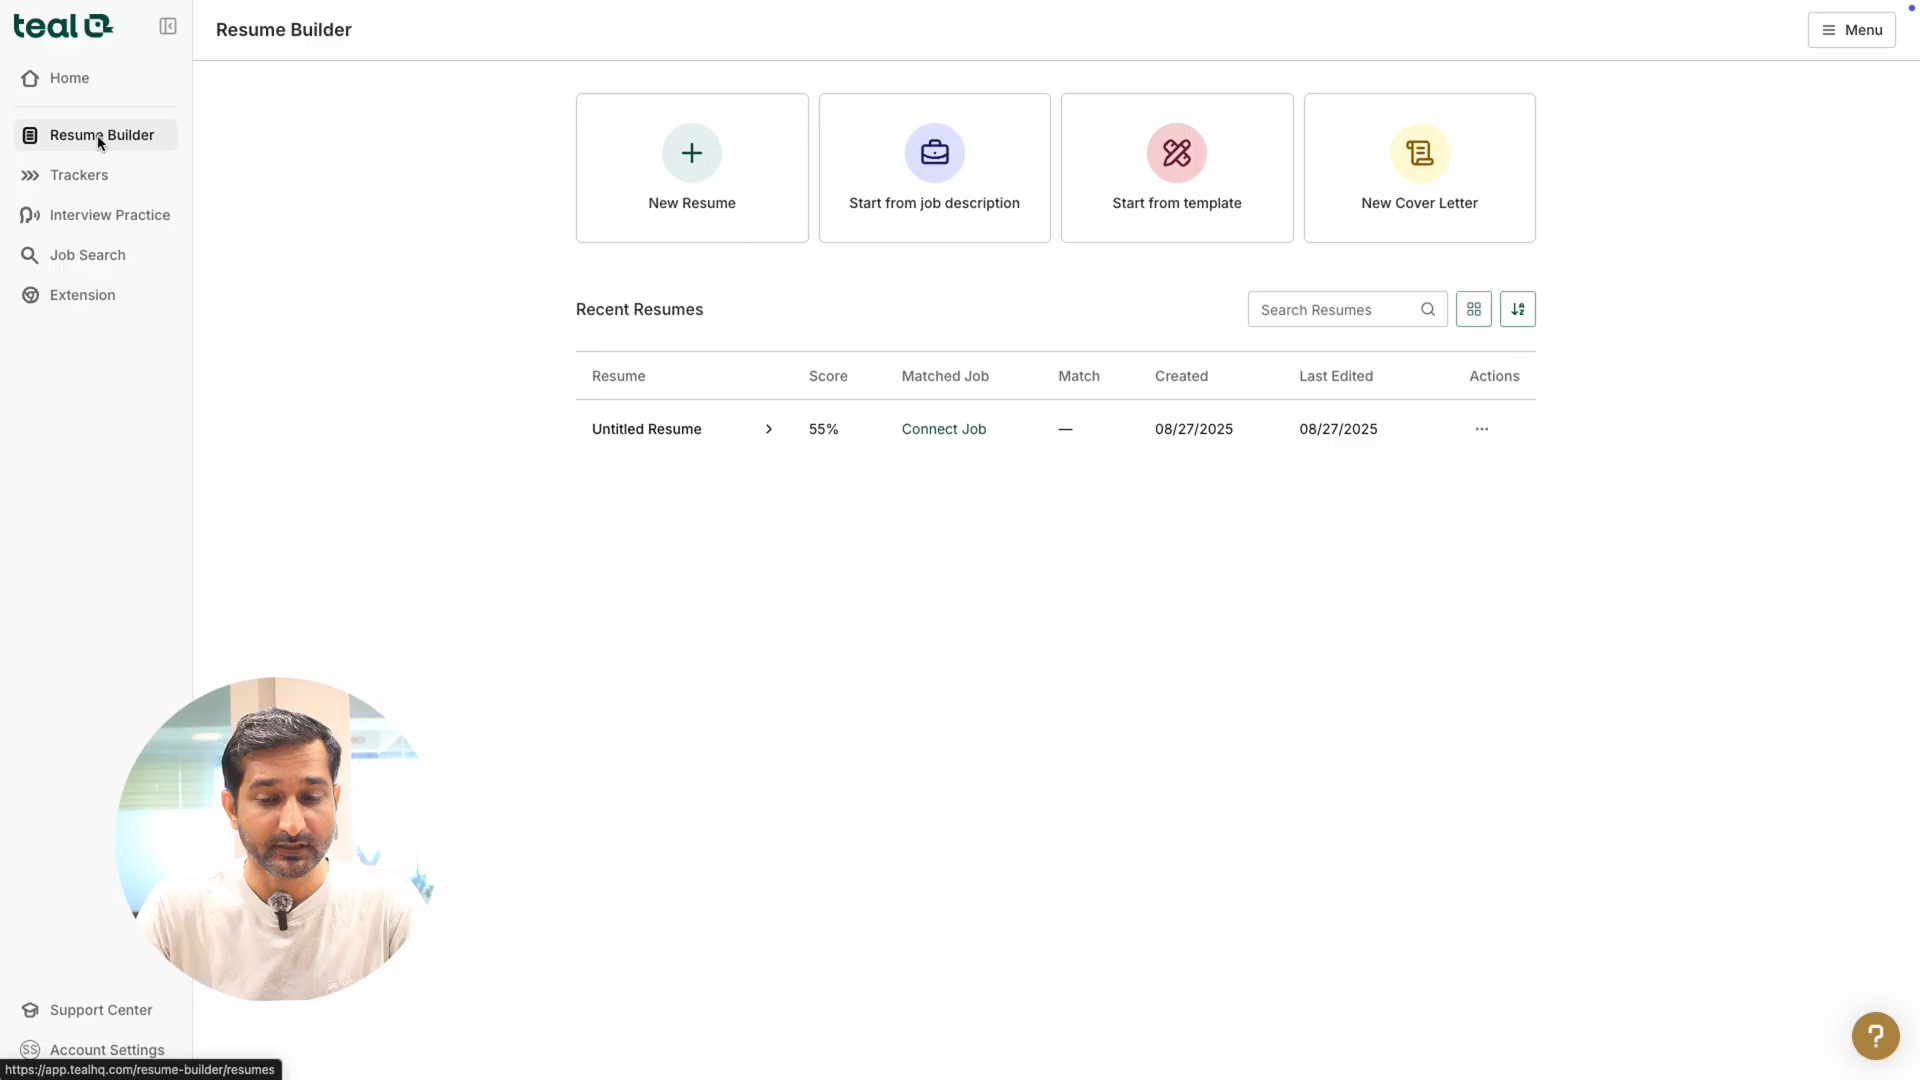 teal
Resume Builder
Menu
Home
Resume Builder
Trackers
Interview Practice
Job Search
Extension
New Resume
Start from job description
Start from template
New Cover Letter
Recent Resumes
Search Resumes
Resume Score Matched Job Match Created Last Edited Actions
Untitled Resume 55% Connect Job — 08/27/2025 08/27/2025 ...
Support Center
SS Account Settings
https://app.tealhq.com/resume-builder/resumes
?